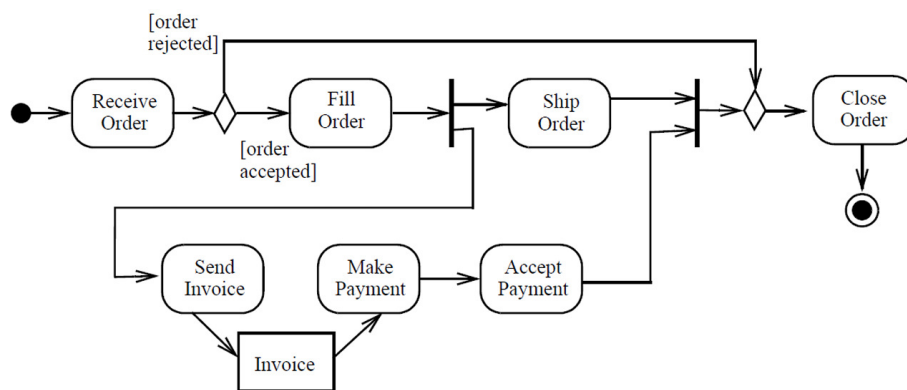 [order
rejected]
Receive
Order
Fill
Order
Ship
Order
Close
Order
[order
accepted]
Send
Invoice
Make
Payment
Accept
Payment
Invoice